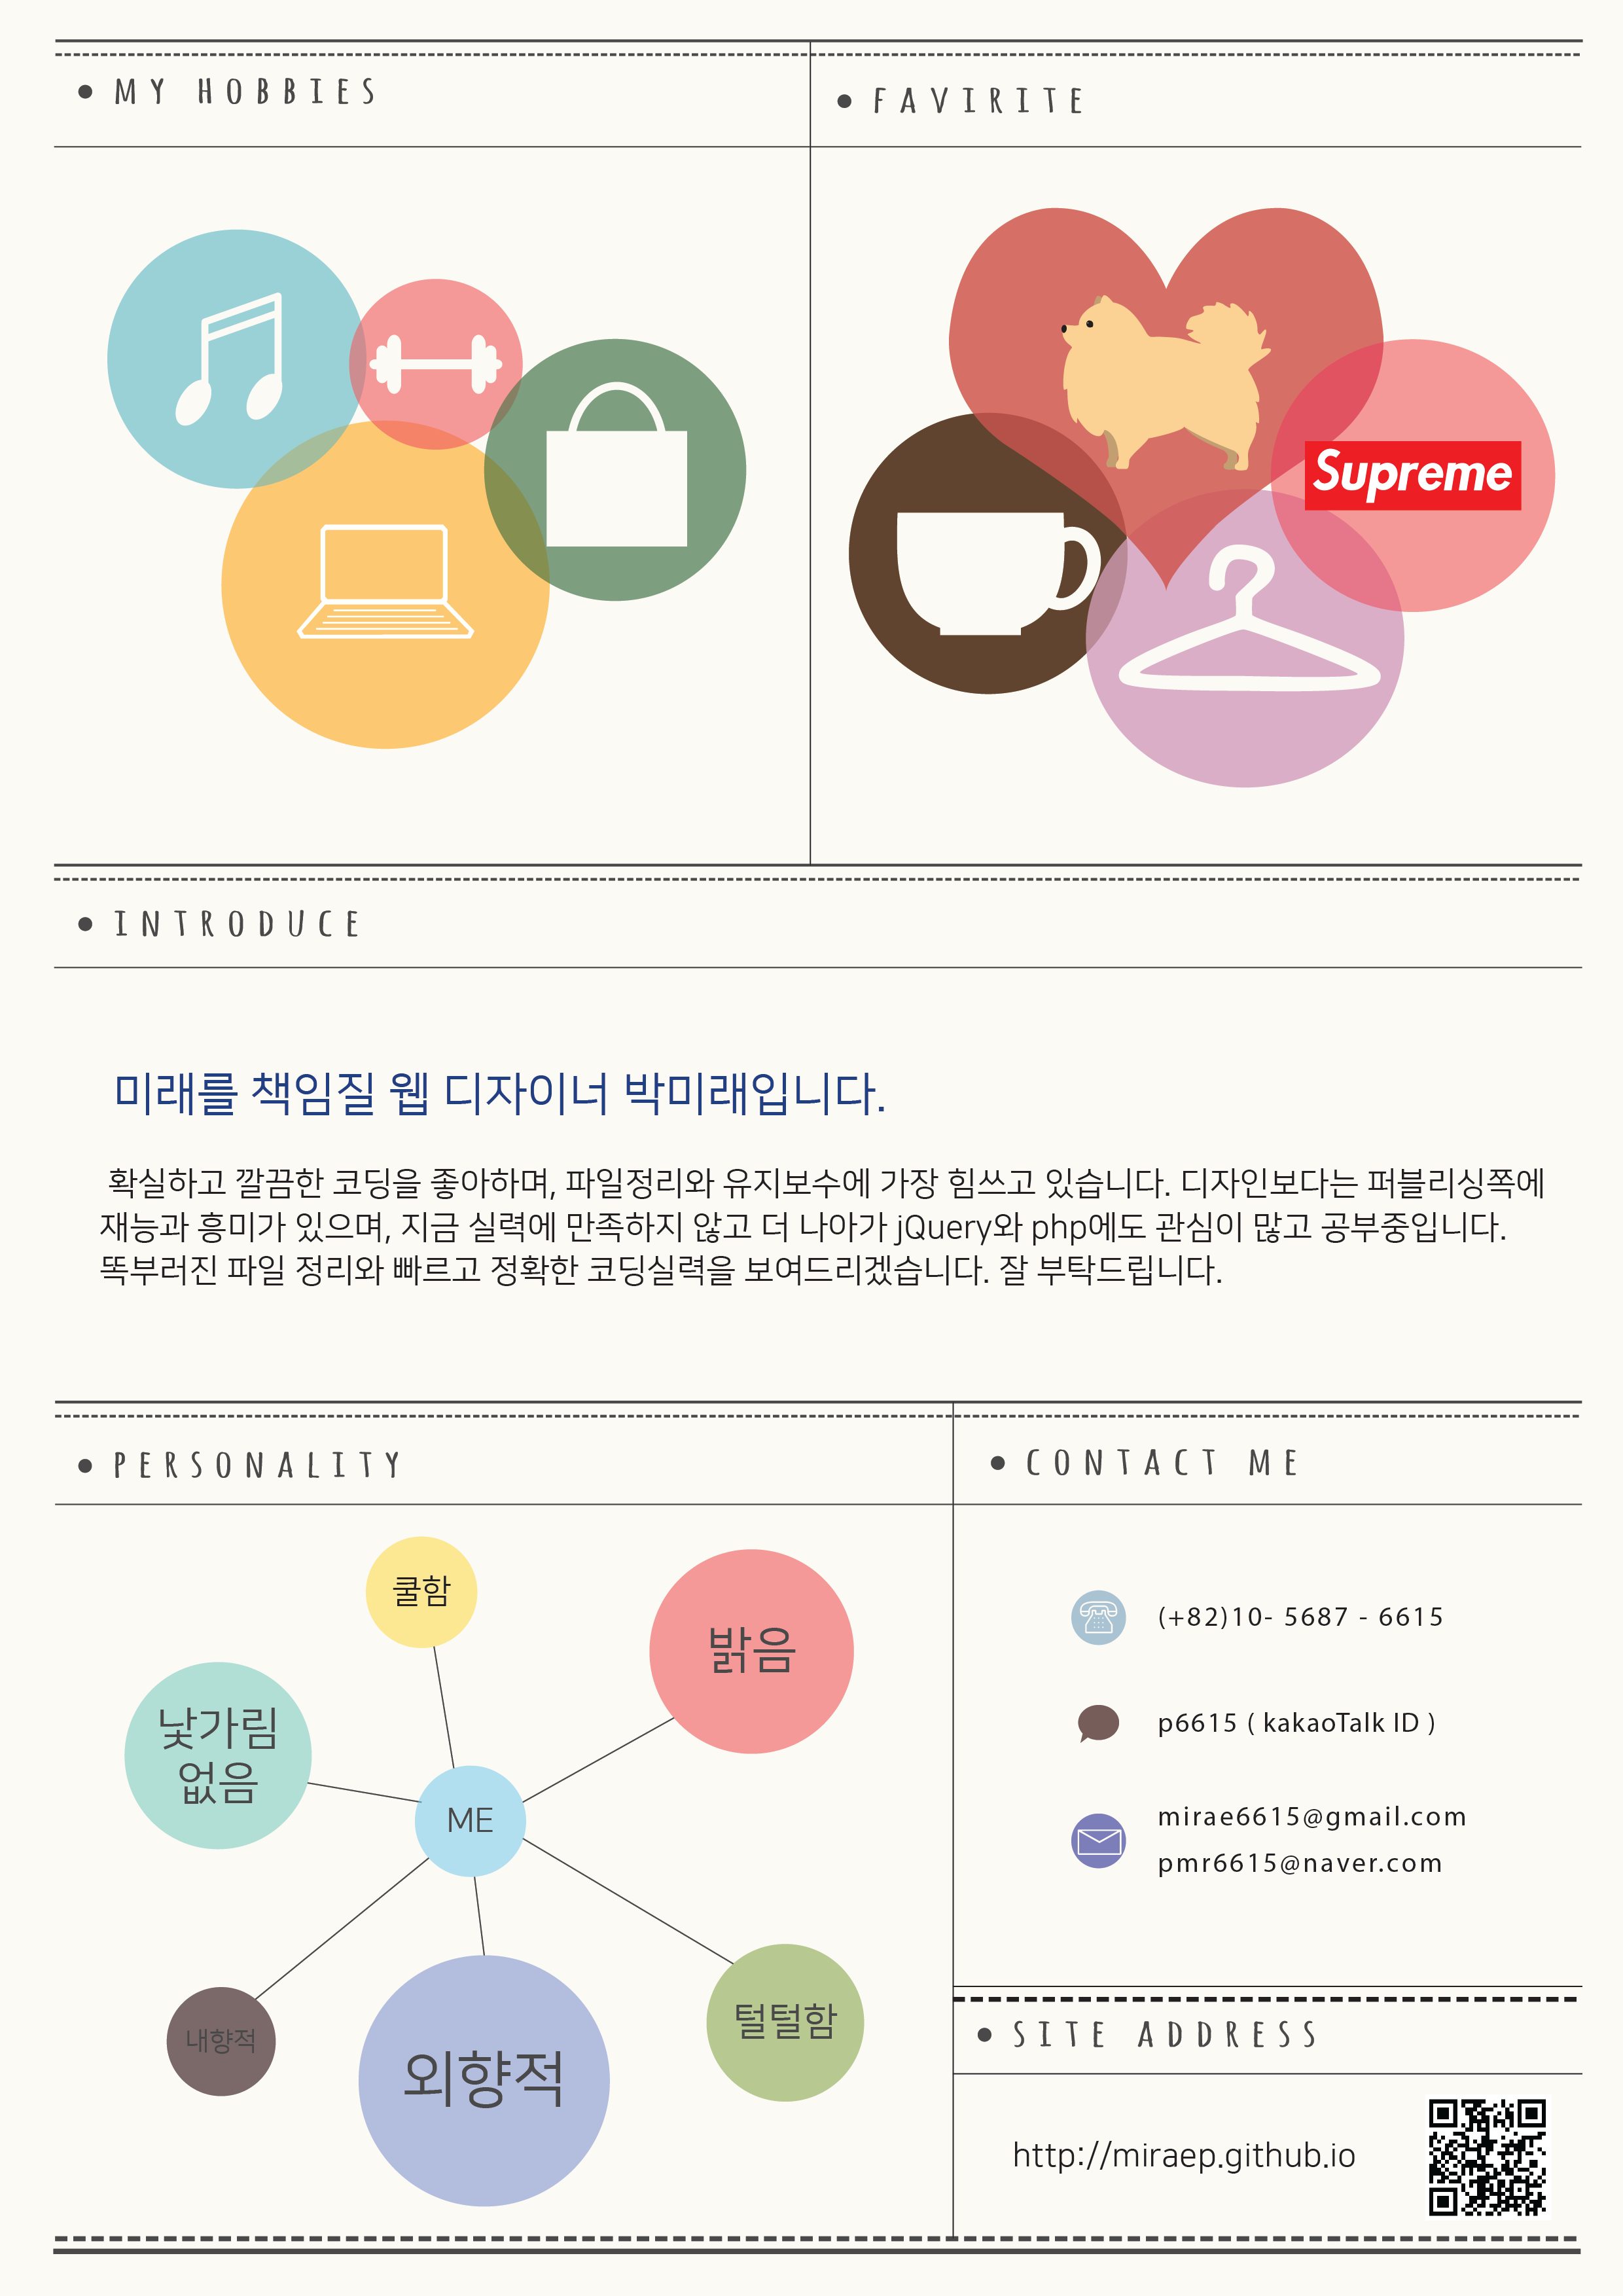 MY HOBBIES
FAVIRITE
Supreme
INTRODUCE
미래를 책임질 웹 디자이너 박미래입니다.
확실하고 깔끔한 코딩을 좋아하며, 파일정리와 유지보수에 가장 힘쓰고 있습니다. 디자인보다는 퍼블리싱쪽에
재능과 흥미가 있으며, 지금 실력에 만족하지 않고 더 나아가 jQuery와 php에도 관심이 많고 공부중입니다.
똑부러진 파일 정리와 빠르고 정확한 코딩실력을 보여드리겠습니다. 잘 부탁드립니다.
PERSONALITY
쿨함
밝음
낯가림
없음
ME
내향적
외향적
털털함
CONTACT ME
(+82)10- 5687 - 6615
p6615 ( kakaoTalk ID )
mirae6615@gmail.com
pmr6615@naver.com
SITE ADDRESS
http://miraep.github.io